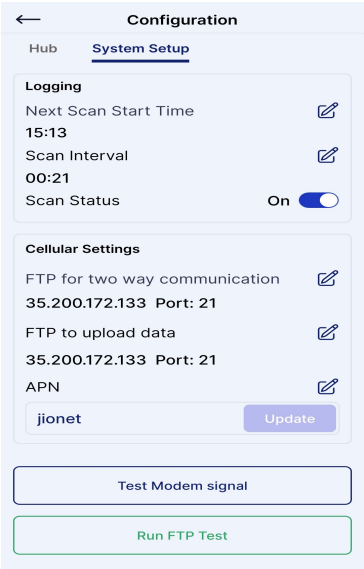 Configuration
Hub System Setup
Logging
Next Scan Start Time
15:13
Scan Interval
00:21
Scan Status On
Cellular Settings
FTP for two way communication
35.200.172.133 Port: 21
FTP to upload data
35.200.172.133 Port: 21
APN
jionet Update
Test Modem signal
Run FTP Test